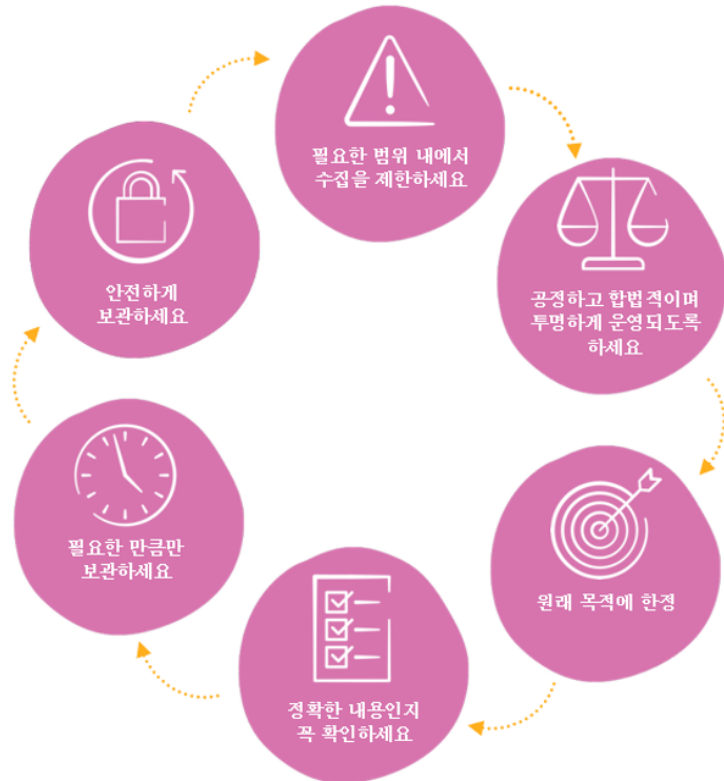 필요한 범위 내에서
수집을 제한하세요
공정하고 합법적이며
투명하게 운영되도록
하세요
원래 목적에 한정
정확한 내용인지
꼭 확인하세요
필요한 만큼만
보관하세요
안전하게
보관하세요